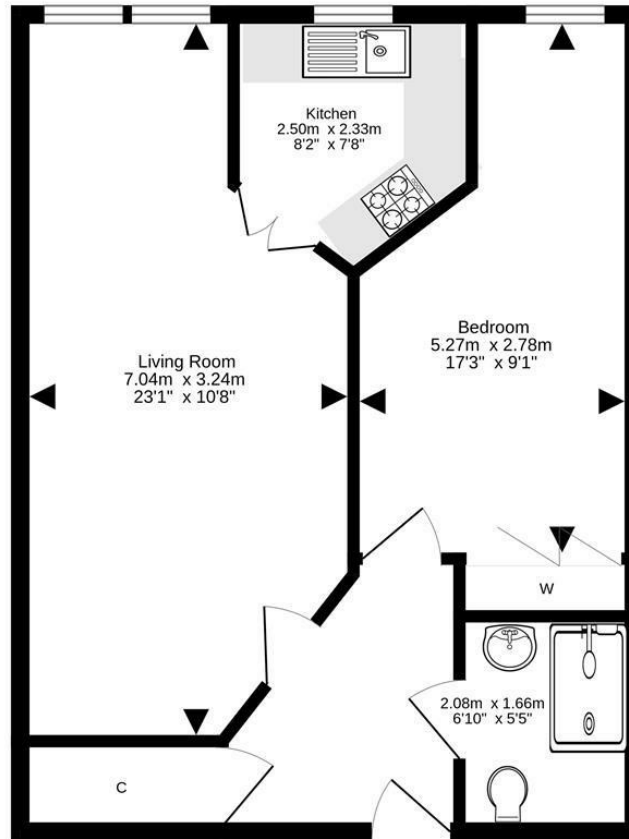 Kitchen
2.50m x 2.33m
8'2" x 7'8"
Living Room
7.04m x 3.24m
23'1" x 10'8"
Bedroom
5.27m x 2.78m
17'3" x 9'1"
W
2.08m x 1.66m
6'10" x 5'5"
C